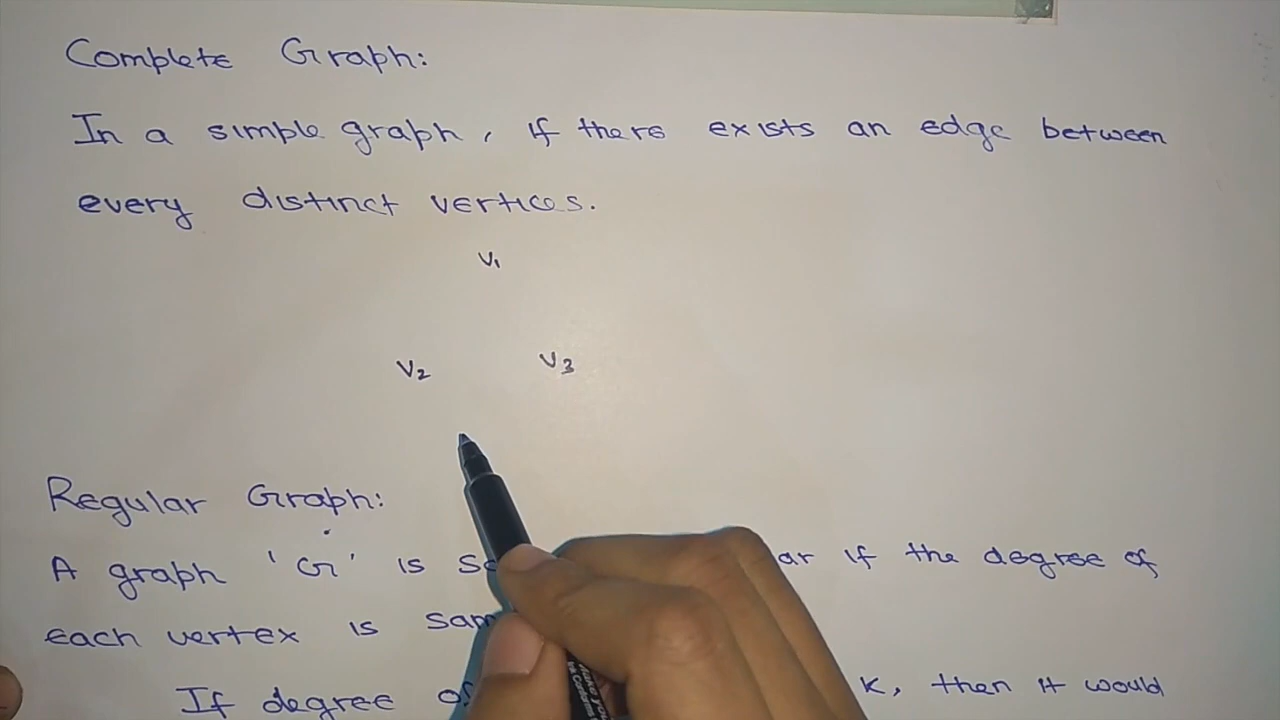 Complete Graph:
In a simple graph, if there exists an edge between
every distinct vertices.
V1
V2 V3
Regular Graph:
A graph 'G' is ar if the degree of
each vertex is sam
If degree of K, then it would